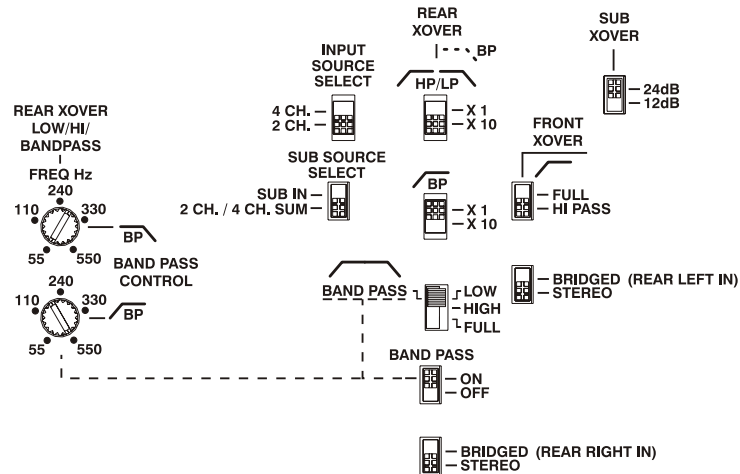 REAR
XOVER
BP
HP/LP
X 1
X 10
SUB
XOVER
24dB
12dB
INPUT
SOURCE
SELECT
4 CH.
2 CH.
FRONT
XOVER
FULL
HI PASS
SUB SOURCE
SELECT
SUB IN
2 CH. / 4 CH. SUM
BP
X 1
X 10
REAR XOVER
LOW/HI/
BANDPASS
FREQ Hz
240
110 330
55 550
BP
BAND PASS
CONTROL
240
110 330
55 550
BP
BAND PASS
LOW
HIGH
FULL
BRIDGED (REAR LEFT IN)
STEREO
BAND PASS
ON
OFF
BRIDGED (REAR RIGHT IN)
STEREO